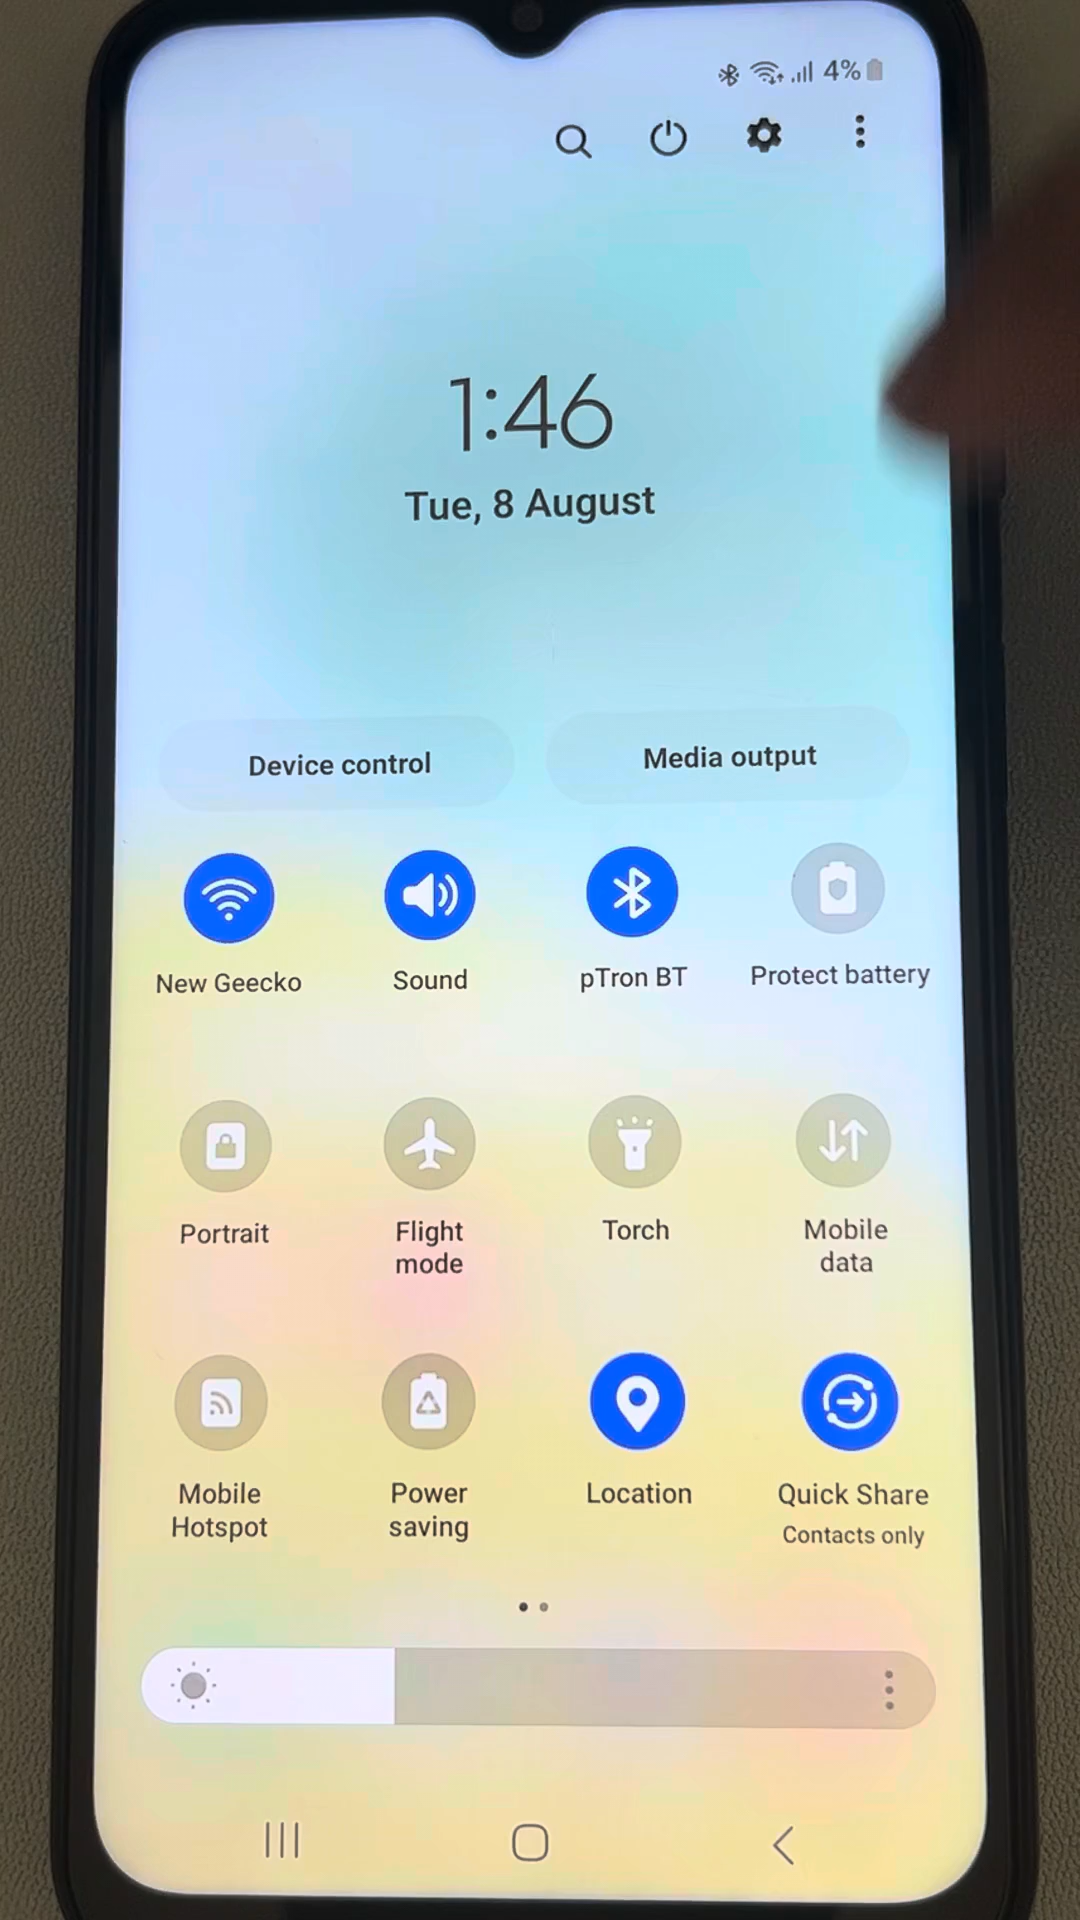 4%
1:46
Tue, 8 August
Device control
Media output
New Geecko
Sound
pTron BT
Protect battery
Portrait
Flight
mode
Torch
Mobile
data
Mobile
Hotspot
Power
saving
Location
Quick Share
Contacts only